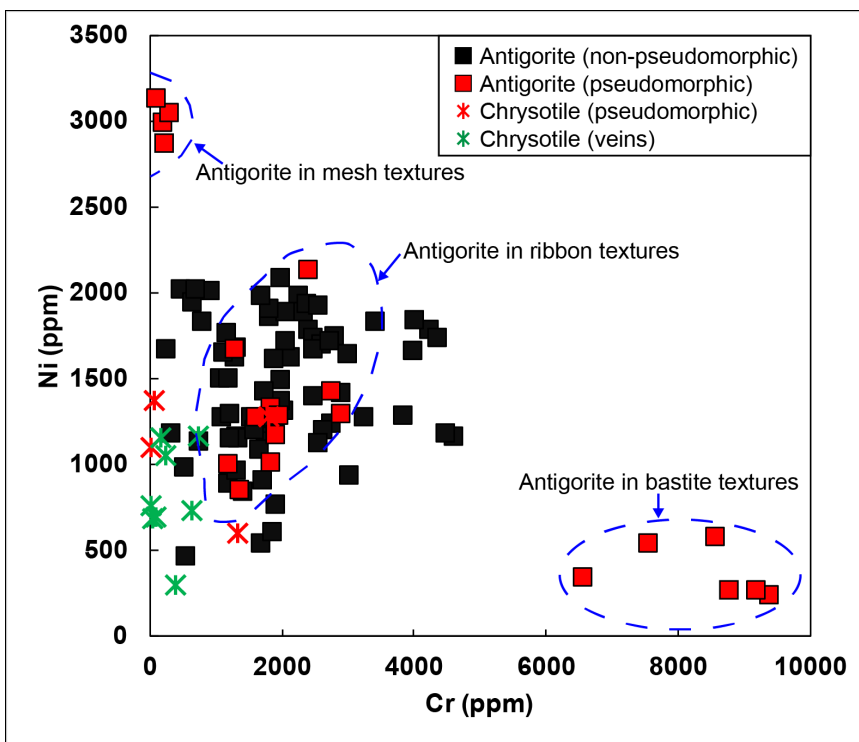 3500
3000
2500
2000
1500
1000
500
0
Ni (ppm)
Antigorite (non-pseudomorphic)
Antigorite (pseudomorphic)
Chrysotile (pseudomorphic)
Chrysotile (veins)
Antigorite in mesh textures
Antigorite in ribbon textures
Antigorite in bastite textures
0 2000 4000 6000 8000 10000
Cr (ppm)